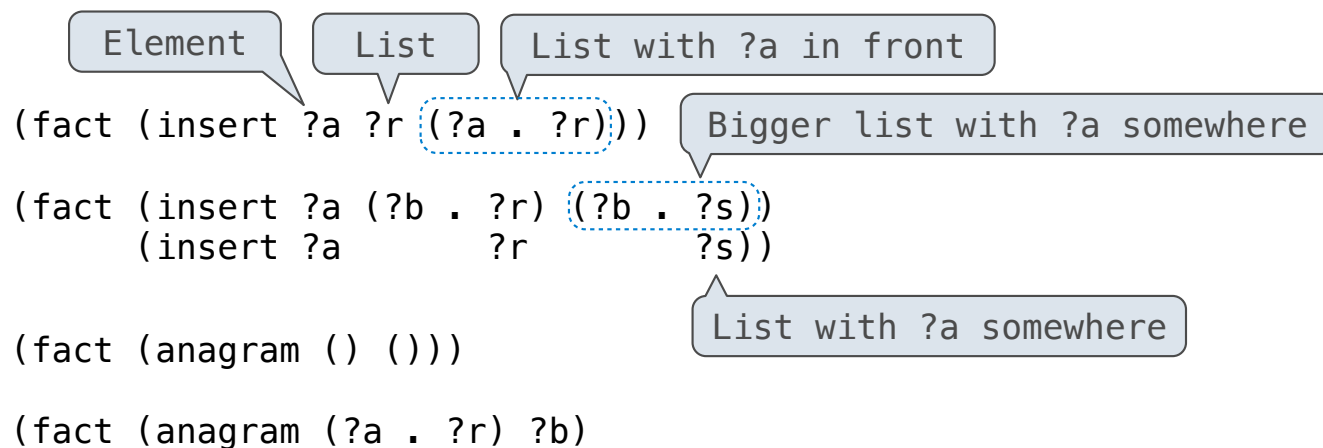 Element
List
List with ?a in front
(fact (insert ?a ?r (?a . ?r)))
Bigger list with ?a somewhere
(fact (insert ?a (?b . ?r) (?b . ?s))
(insert ?a ?r ?s))
List with ?a somewhere
(fact (anagram () ()))
(fact (anagram (?a . ?r) ?b)